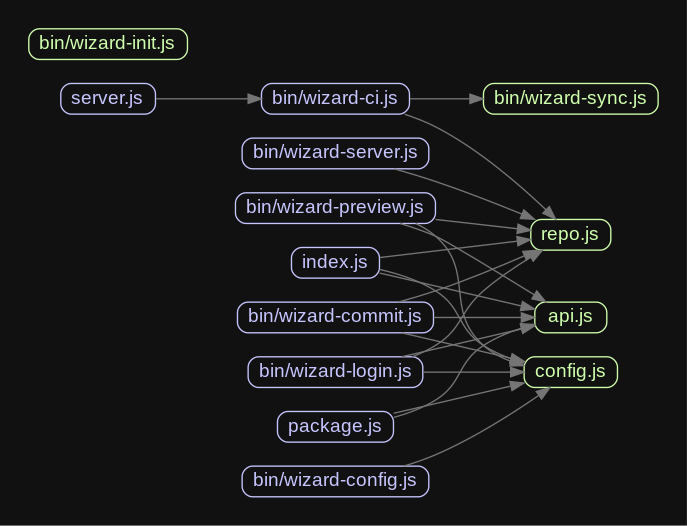 bin/wizard-init.js
server.js
bin/wizard-ci.js
bin/wizard-sync.js
bin/wizard-server.js
bin/wizard-preview.js
repo.js
index.js
bin/wizard-commit.js
api.js
bin/wizard-login.js
config.js
package.js
bin/wizard-config.js